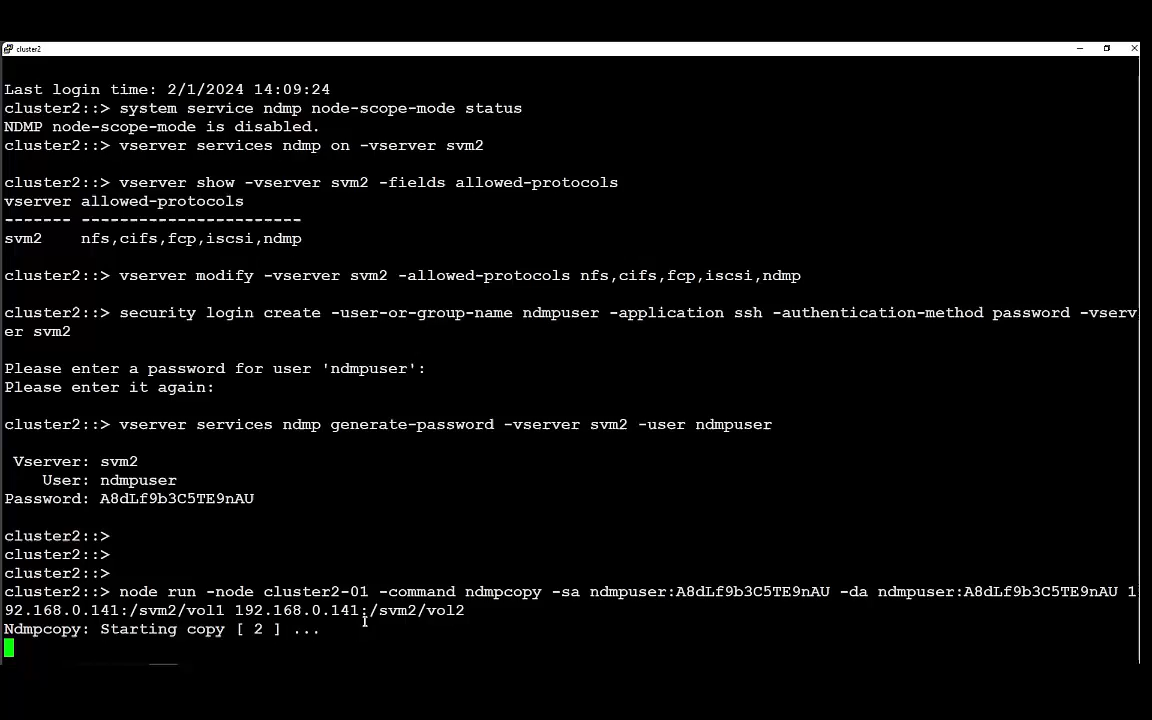 cluster2
Last login time: 2/1/2024 14:09:24
cluster2::> system service ndmp node-scope-mode status
NDMP node-scope-mode is disabled.
cluster2::> vserver services ndmp on -vserver svm2
cluster2::> vserver show -vserver svm2 -fields allowed-protocols
vserver allowed-protocols
------- -----------------------
svm2    nfs,cifs,fcp,iscsi,ndmp
cluster2::> vserver modify -vserver svm2 -allowed-protocols nfs,cifs,fcp,iscsi,ndmp
cluster2::> security login create -user-or-group-name ndmpuser -application ssh -authentication-method password -vserv
er svm2
Please enter a password for user 'ndmpuser':
Please enter it again:
cluster2::> vserver services ndmp generate-password -vserver svm2 -user ndmpuser
Vserver: svm2
User: ndmpuser
Password: A8dLf9b3C5TE9nAU
cluster2::>
cluster2::>
cluster2::>
cluster2::> node run -node cluster2-01 -command ndmpcopy -sa ndmpuser:A8dLf9b3C5TE9nAU -da ndmpuser:A8dLf9b3C5TE9nAU 1
92.168.0.141:/svm2/vol1 192.168.0.141:/svm2/vol2
Ndmpcopy: Starting copy [ 2 ] ...